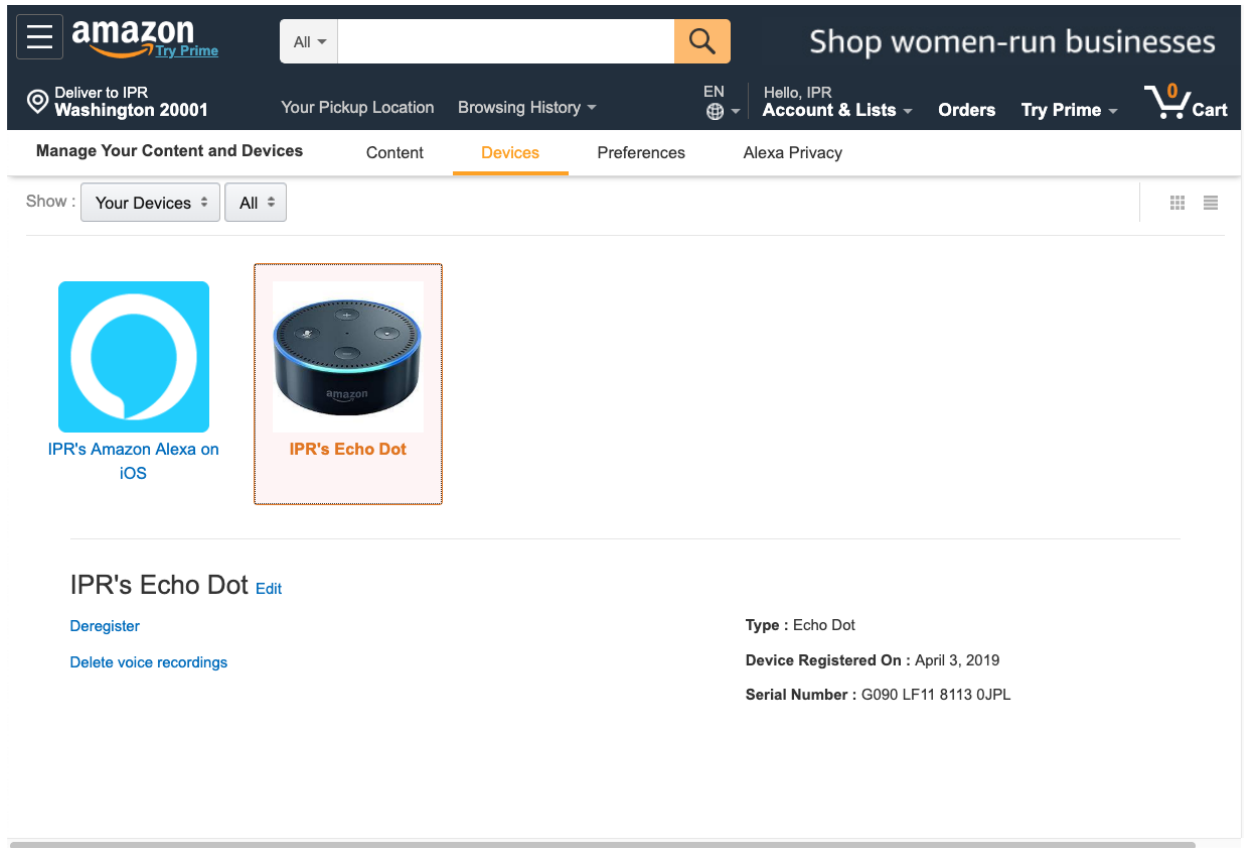 amazon
Try Prime
All
Shop women-run businesses
Deliver to IPR
Washington 20001
Your Pickup Location
Browsing History
EN
Hello, IPR
Account & Lists
Orders
Try Prime
0
Cart
Manage Your Content and Devices
Content
Devices
Preferences
Alexa Privacy
Show :
Your Devices
All
amazon
IPR's Amazon Alexa on
iOS
IPR's Echo Dot
IPR's Echo Dot Edit
Deregister
Delete voice recordings
Type : Echo Dot
Device Registered On : April 3, 2019
Serial Number : G090 LF11 8113 0JPL